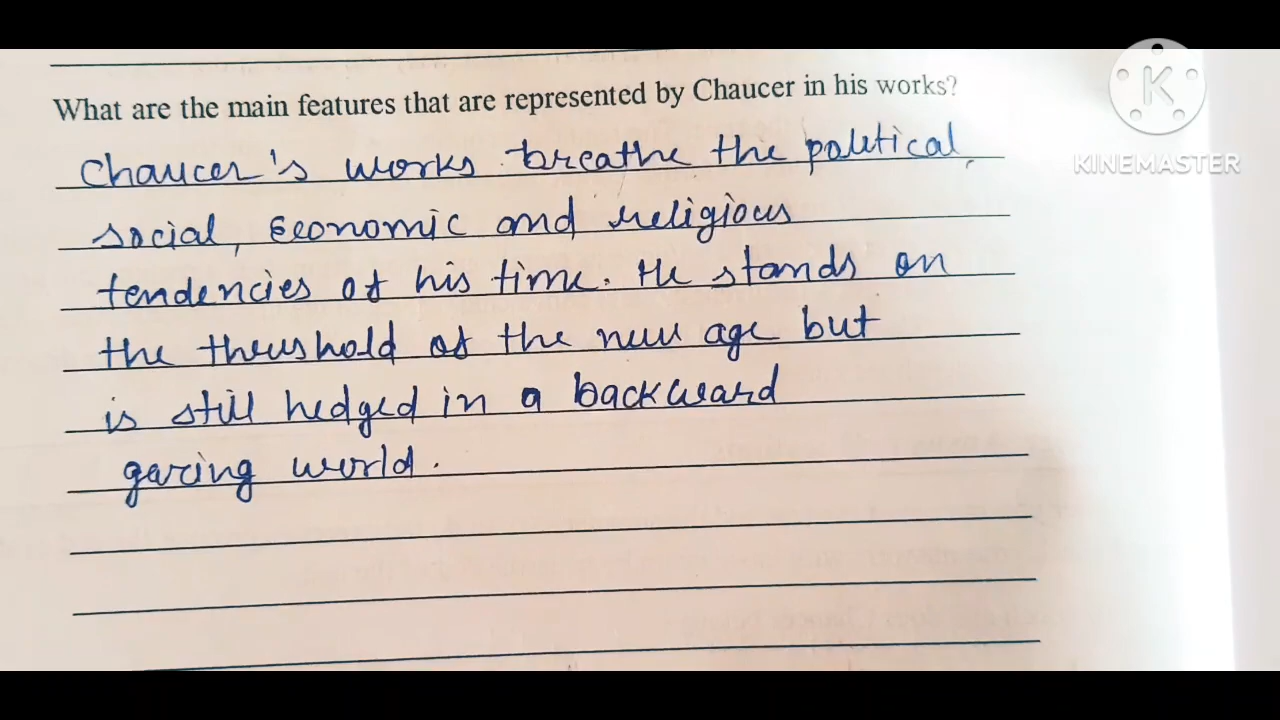 What are the main features that are represented by Chaucer in his works?
K
KINEMASTER
Chaucer's works breathe the political,
social, Economic and religious
tendencies of his time. He stands on
the threshold of the new age but
is still hedged in a backward
gazing world.